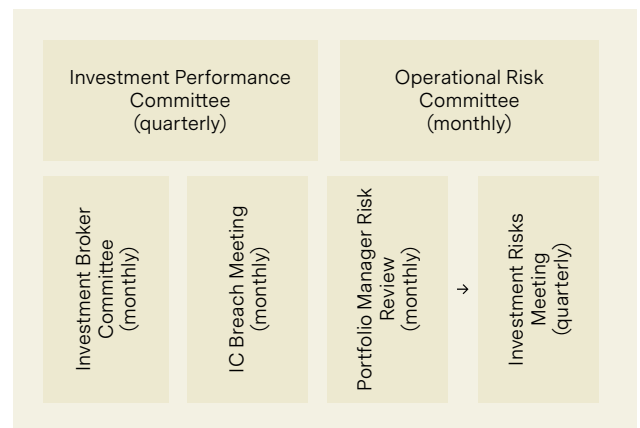 Investment Performance
Committee
(quarterly)
Operational Risk
Committee
(monthly)
Investment Broker
Committee
(monthly)
IC Breach Meeting
(monthly)
Portfolio Manager Risk
Review
(monthly)
→
Investment Risks
Meeting
(quarterly)